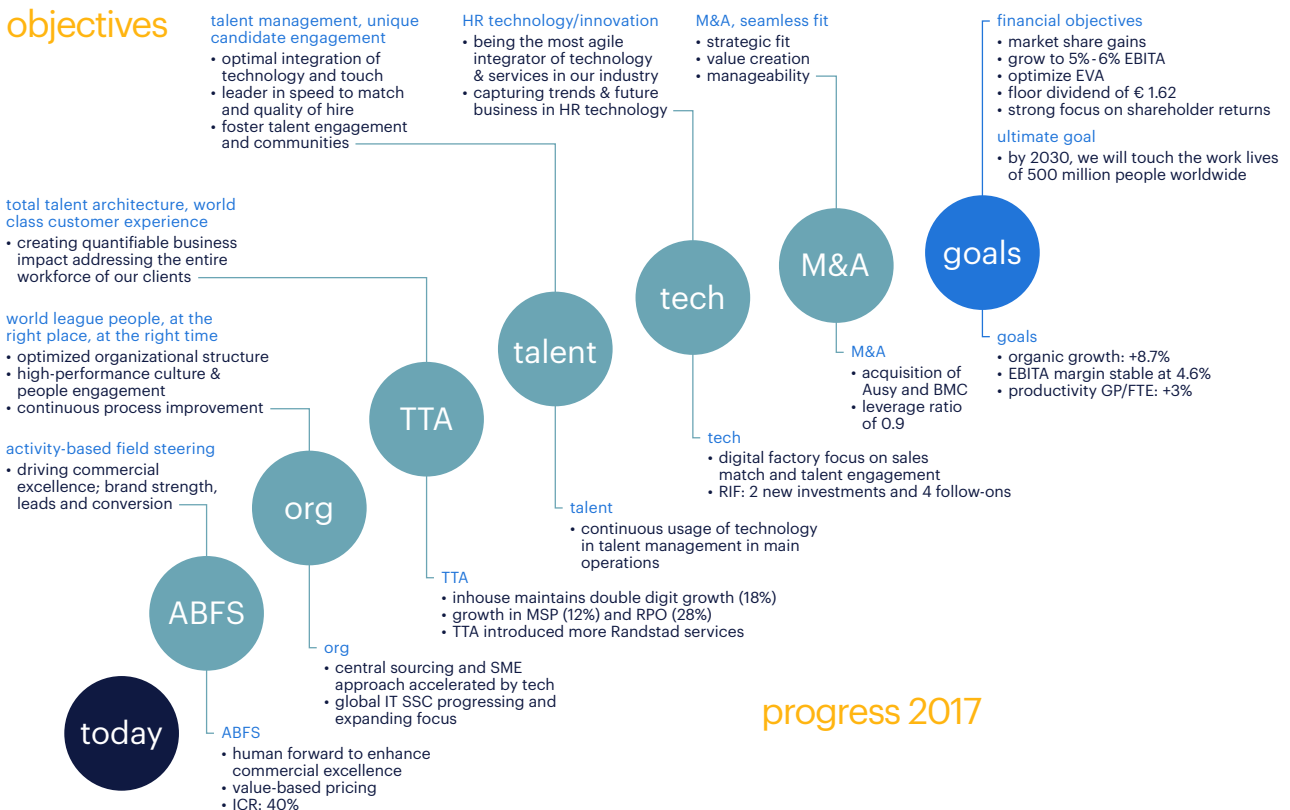 objectives
talent management, unique
candidate engagement
• optimal integration of
technology and touch
• leader in speed to match
and quality of hire
• foster talent engagement
and communities
HR technology/innovation
• being the most agile
integrator of technology
& services in our industry
• capturing trends & future
business in HR technology
M&A, seamless fit
• strategic fit
• value creation
• manageability
financial objectives
• market share gains
• grow to 5%-6% EBITA
• optimize EVA
• floor dividend of € 1.62
• strong focus on shareholder returns
ultimate goal
• by 2030, we will touch the work lives
of 500 million people worldwide
total talent architecture, world
class customer experience
• creating quantifiable business
impact addressing the entire
workforce of our clients
world league people, at the
right place, at the right time
• optimized organizational structure
• high-performance culture &
people engagement
• continuous process improvement
activity-based field steering
• driving commercial
excellence; brand strength,
leads and conversion
goals
M&A
tech
talent
TTA
org
ABFS
today
goals
• organic growth: +8.7%
• EBITA margin stable at 4.6%
• productivity GP/FTE: +3%
M&A
• acquisition of
Ausy and BMC
• leverage ratio
of 0.9
tech
• digital factory focus on sales
match and talent engagement
• RIF: 2 new investments and 4 follow-ons
talent
• continuous usage of technology
in talent management in main
operations
TTA
• inhouse maintains double digit growth (18%)
• growth in MSP (12%) and RPO (28%)
• TTA introduced more Randstad services
org
• central sourcing and SME
approach accelerated by tech
• global IT SSC progressing and
expanding focus
ABFS
• human forward to enhance
commercial excellence
• value-based pricing
• ICR: 40%
progress 2017